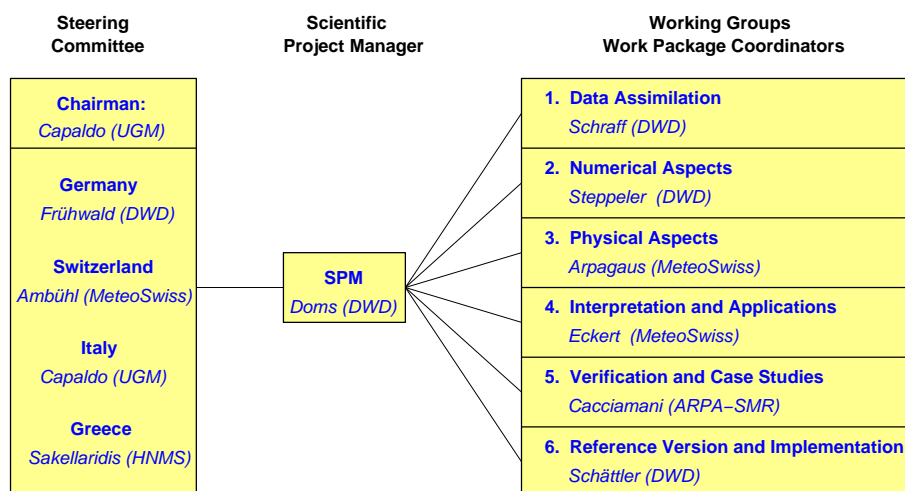 Steering
Committee
Scientific
Project Manager
Working Groups
Work Package Coordinators
Chairman:
Capaldo (UGM)
Germany
Frühwald (DWD)
Switzerland
Ambühl (MeteoSwiss)
Italy
Capaldo (UGM)
Greece
Sakellaridis (HNMS)
SPM
Doms (DWD)
1. Data Assimilation
Schraff (DWD)
2. Numerical Aspects
Steppeler (DWD)
3. Physical Aspects
Arpagaus (MeteoSwiss)
4. Interpretation and Applications
Eckert (MeteoSwiss)
5. Verification and Case Studies
Cacciamani (ARPA−SMR)
6. Reference Version and Implementation
Schättler (DWD)